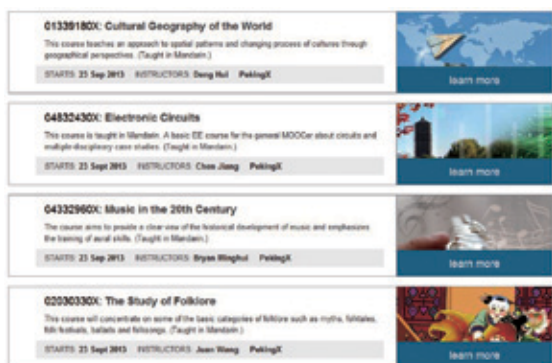 01339180X: Cultural Geography of the World
This course teaches an approach to spatial patterns and changing process of cultures through
geographical perspectives. (Taught in Mandarin.)
STARTS: 23 Sep 2013 INSTRUCTORS: Deng Hui PekingX
learn more
04832430X: Electronic Circuits
This course is taught in Mandarin. A basic EE course for the general MOOCer about circuits and
multiple-disciplinary case studies. (Taught in Mandarin.)
STARTS: 23 Sept 2013 INSTRUCTORS: Chen Jiang PekingX
learn more
04332960X: Music in the 20th Century
The course aims to provide a clear view of the historical development of music and emphasizes
the training of aural skills. (Taught in Mandarin.)
STARTS: 23 Sep 2013 INSTRUCTORS: Bryan Minghui PekingX
learn more
02030330X: The Study of Folklore
This course will concentrate on some of the basic categories of folklore such as myths, folktales,
folk festivals, ballads and folksongs. (Taught in Mandarin.)
STARTS: 23 Sept 2013 INSTRUCTORS: Juan Wang PekingX
learn more